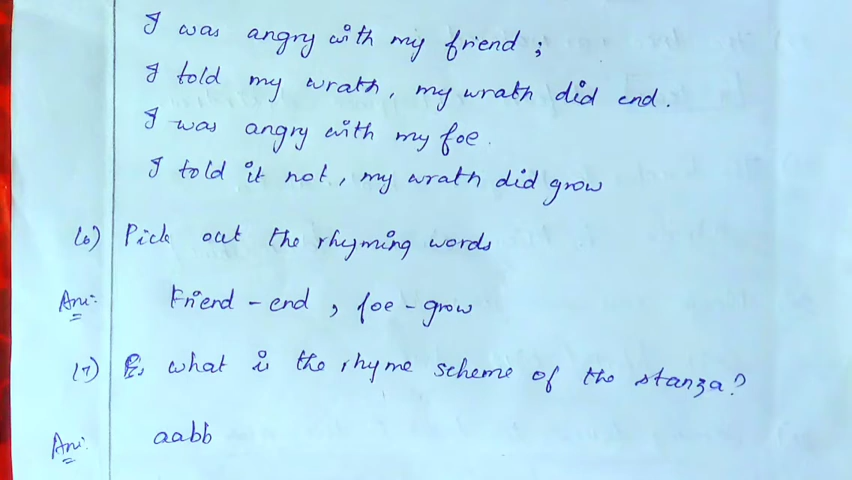 I was angry with my friend;
I told my wrath, my wrath did end.
I was angry with my foe.
I told it not, my wrath did grow
(6) Pick out the rhyming words
Ans: Friend - end, foe - grow
(7) what is the rhyme scheme of the stanza?
Ans: aabb